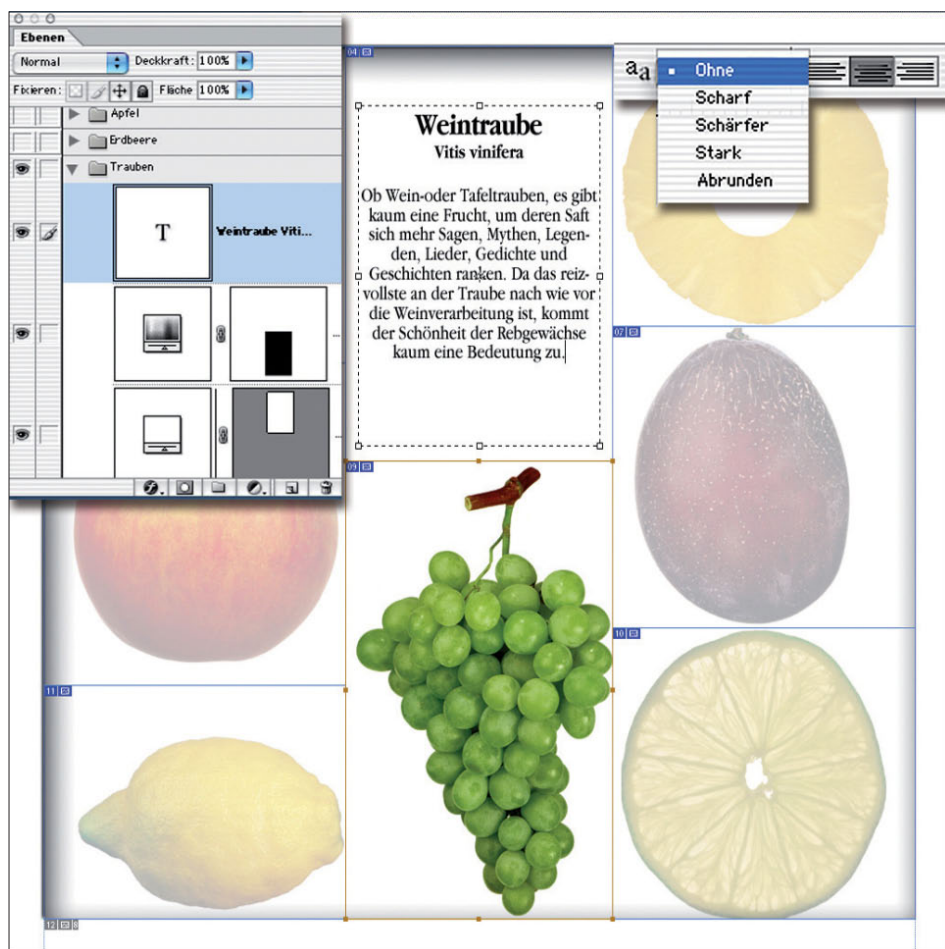 Ebenen
Normal Deckkraft: 100%
Fixieren: Fläche 100%
Apfel
Erdbeere
Trauben
T Weintraube Viti...
04
Weintraube
Vitis vinifera
Ob Wein-oder Tafeltrauben, es gibt
kaum eine Frucht, um deren Saft
sich mehr Sagen, Mythen, Legen-
den, Lieder, Gedichte und
Geschichten ranken. Da das reiz-
vollste an der Traube nach wie vor
die Weinverarbeitung ist, kommt
der Schönheit der Rebgewächse
kaum eine Bedeutung zu.
aa Ohne
Scharf
Schärfer
Stark
Abrunden
07
09
10
11
12